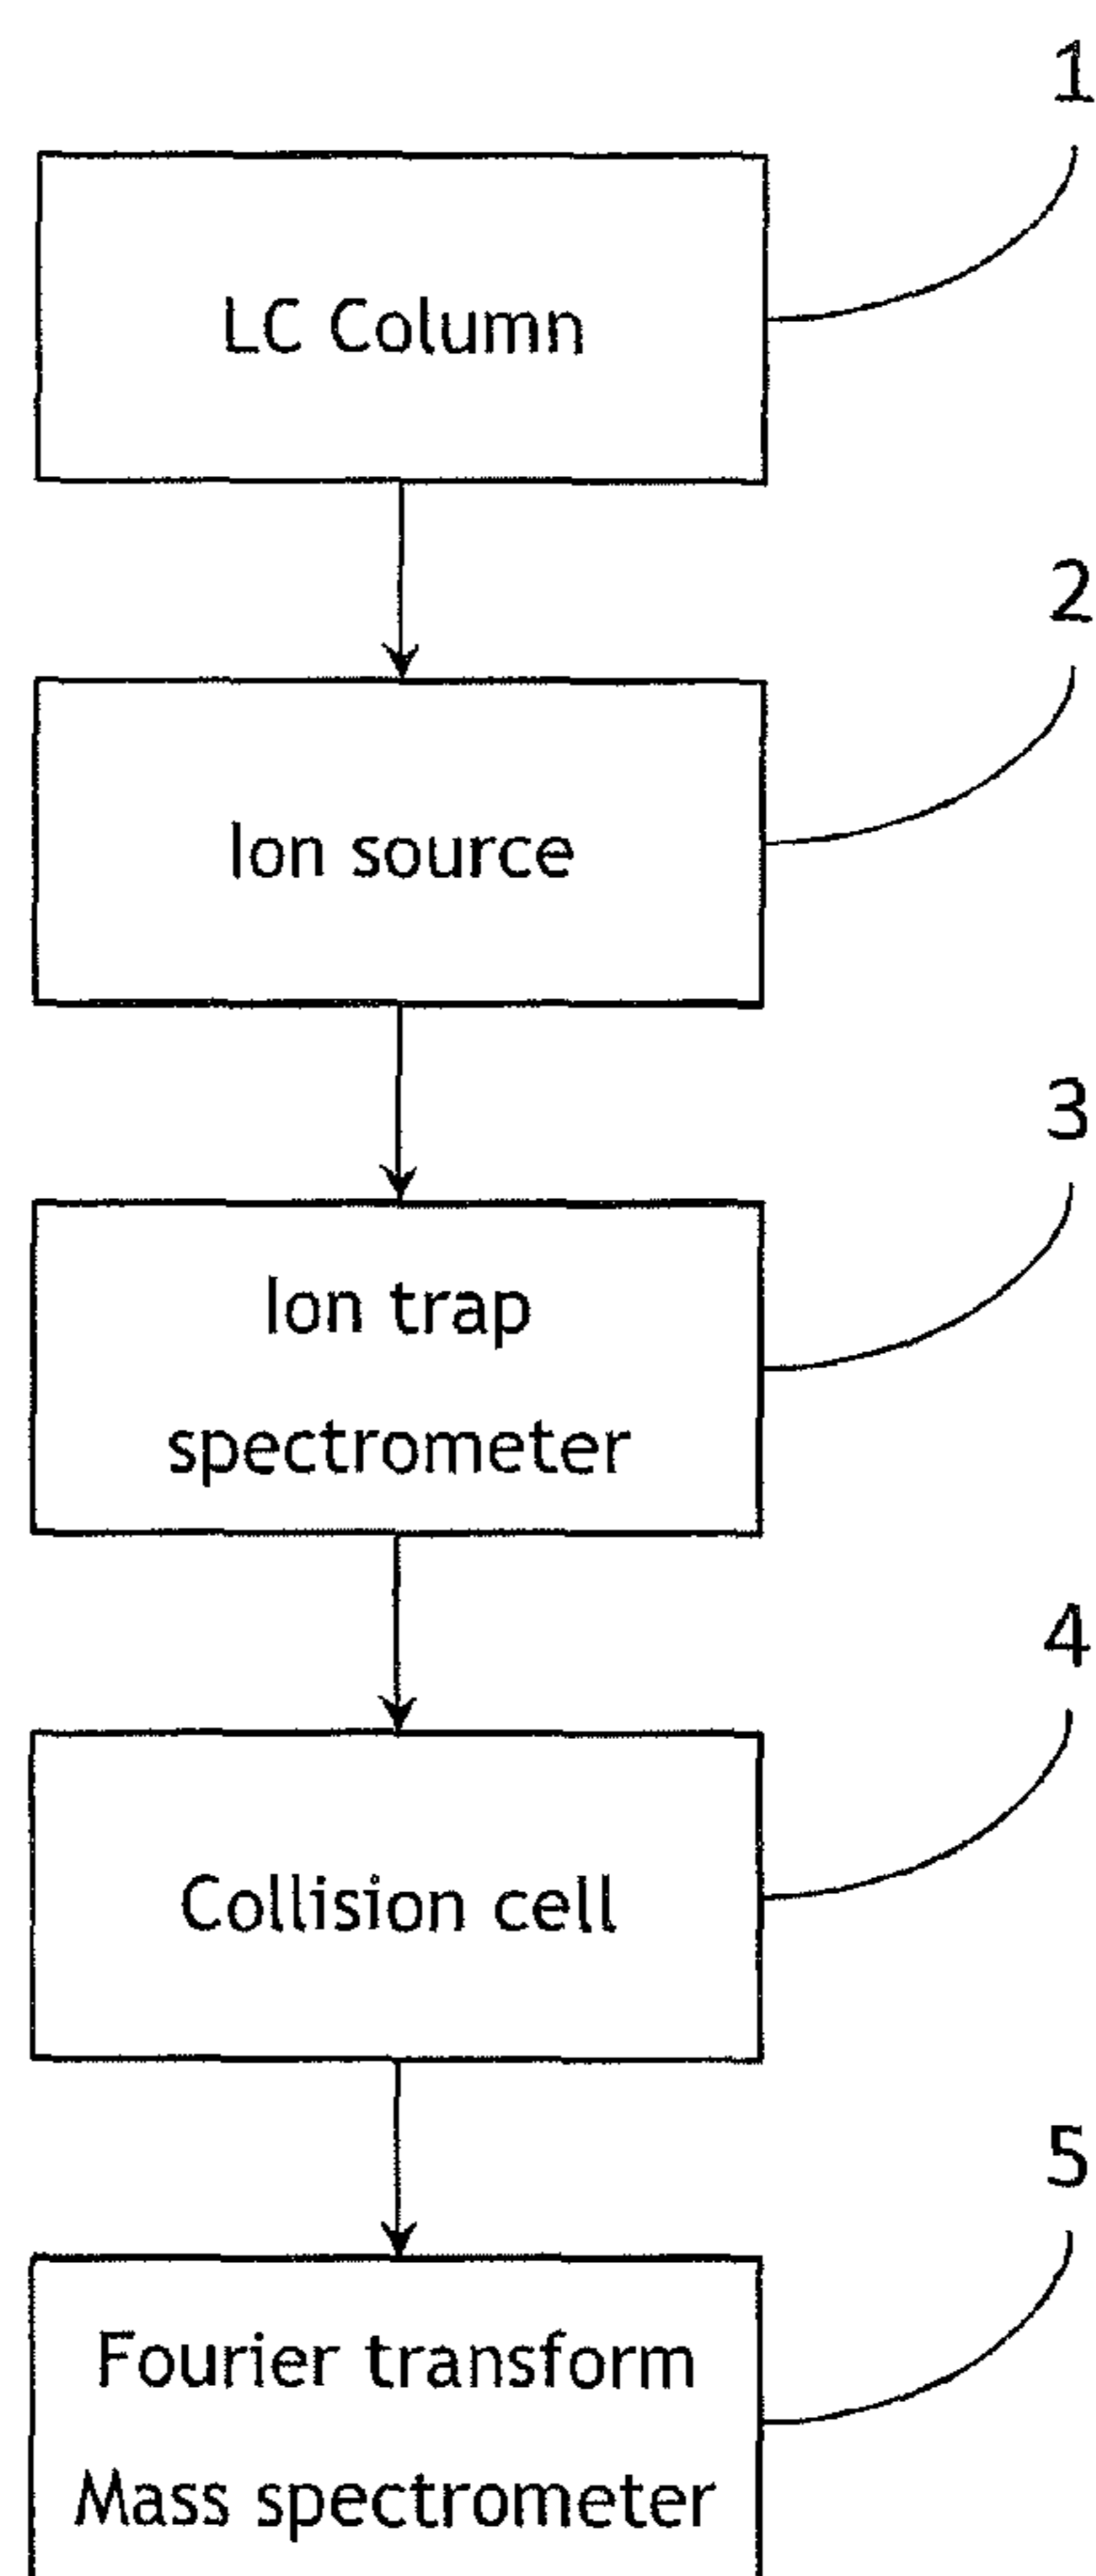 1
LC Column
2
Ion source
3
Ion trap
spectrometer
4
Collision cell
5
Fourier transform
Mass spectrometer